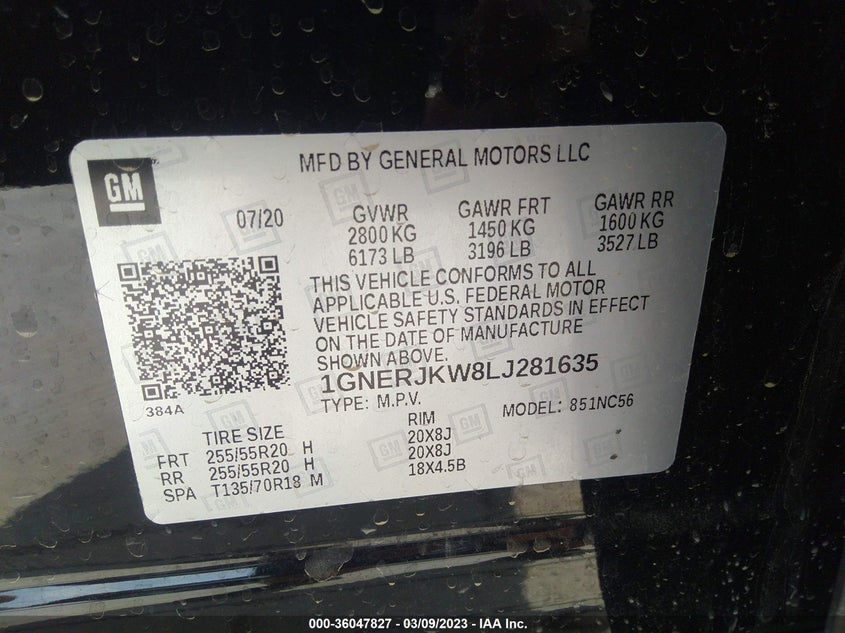 MFD BY GENERAL MOTORS LLC
GM
07/20
GVWR GAWR FRT GAWR RR
2800 KG 1450 KG 1600 KG
6173 LB 3196 LB 3527 LB
THIS VEHICLE CONFORMS TO ALL
APPLICABLE U.S. FEDERAL MOTOR
VEHICLE SAFETY STANDARDS IN EFFECT
ON THE DATE OF MANUFACTURE
SHOWN ABOVE.
1GNERJKW8LJ281635
384A
TYPE: M.P.V. MODEL: 851NC56
TIRE SIZE RIM
FRT 255/55R20 H 20X8J
RR 255/55R20 H 20X8J
SPA T135/70R18 M 18X4.5B
000-36047827 - 03/09/2023 - IAA Inc.